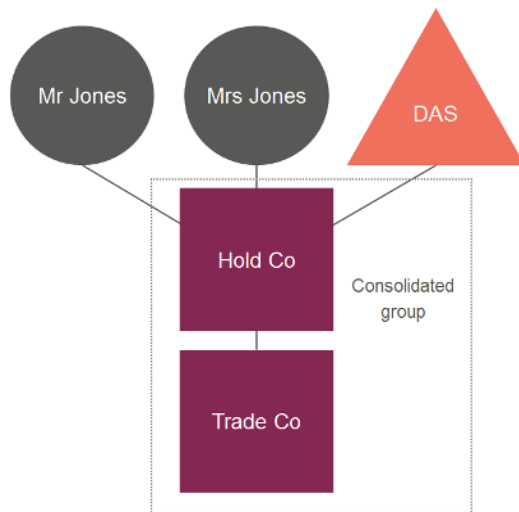 Mr Jones
Mrs Jones
DAS
Hold Co
Consolidated
group
Trade Co